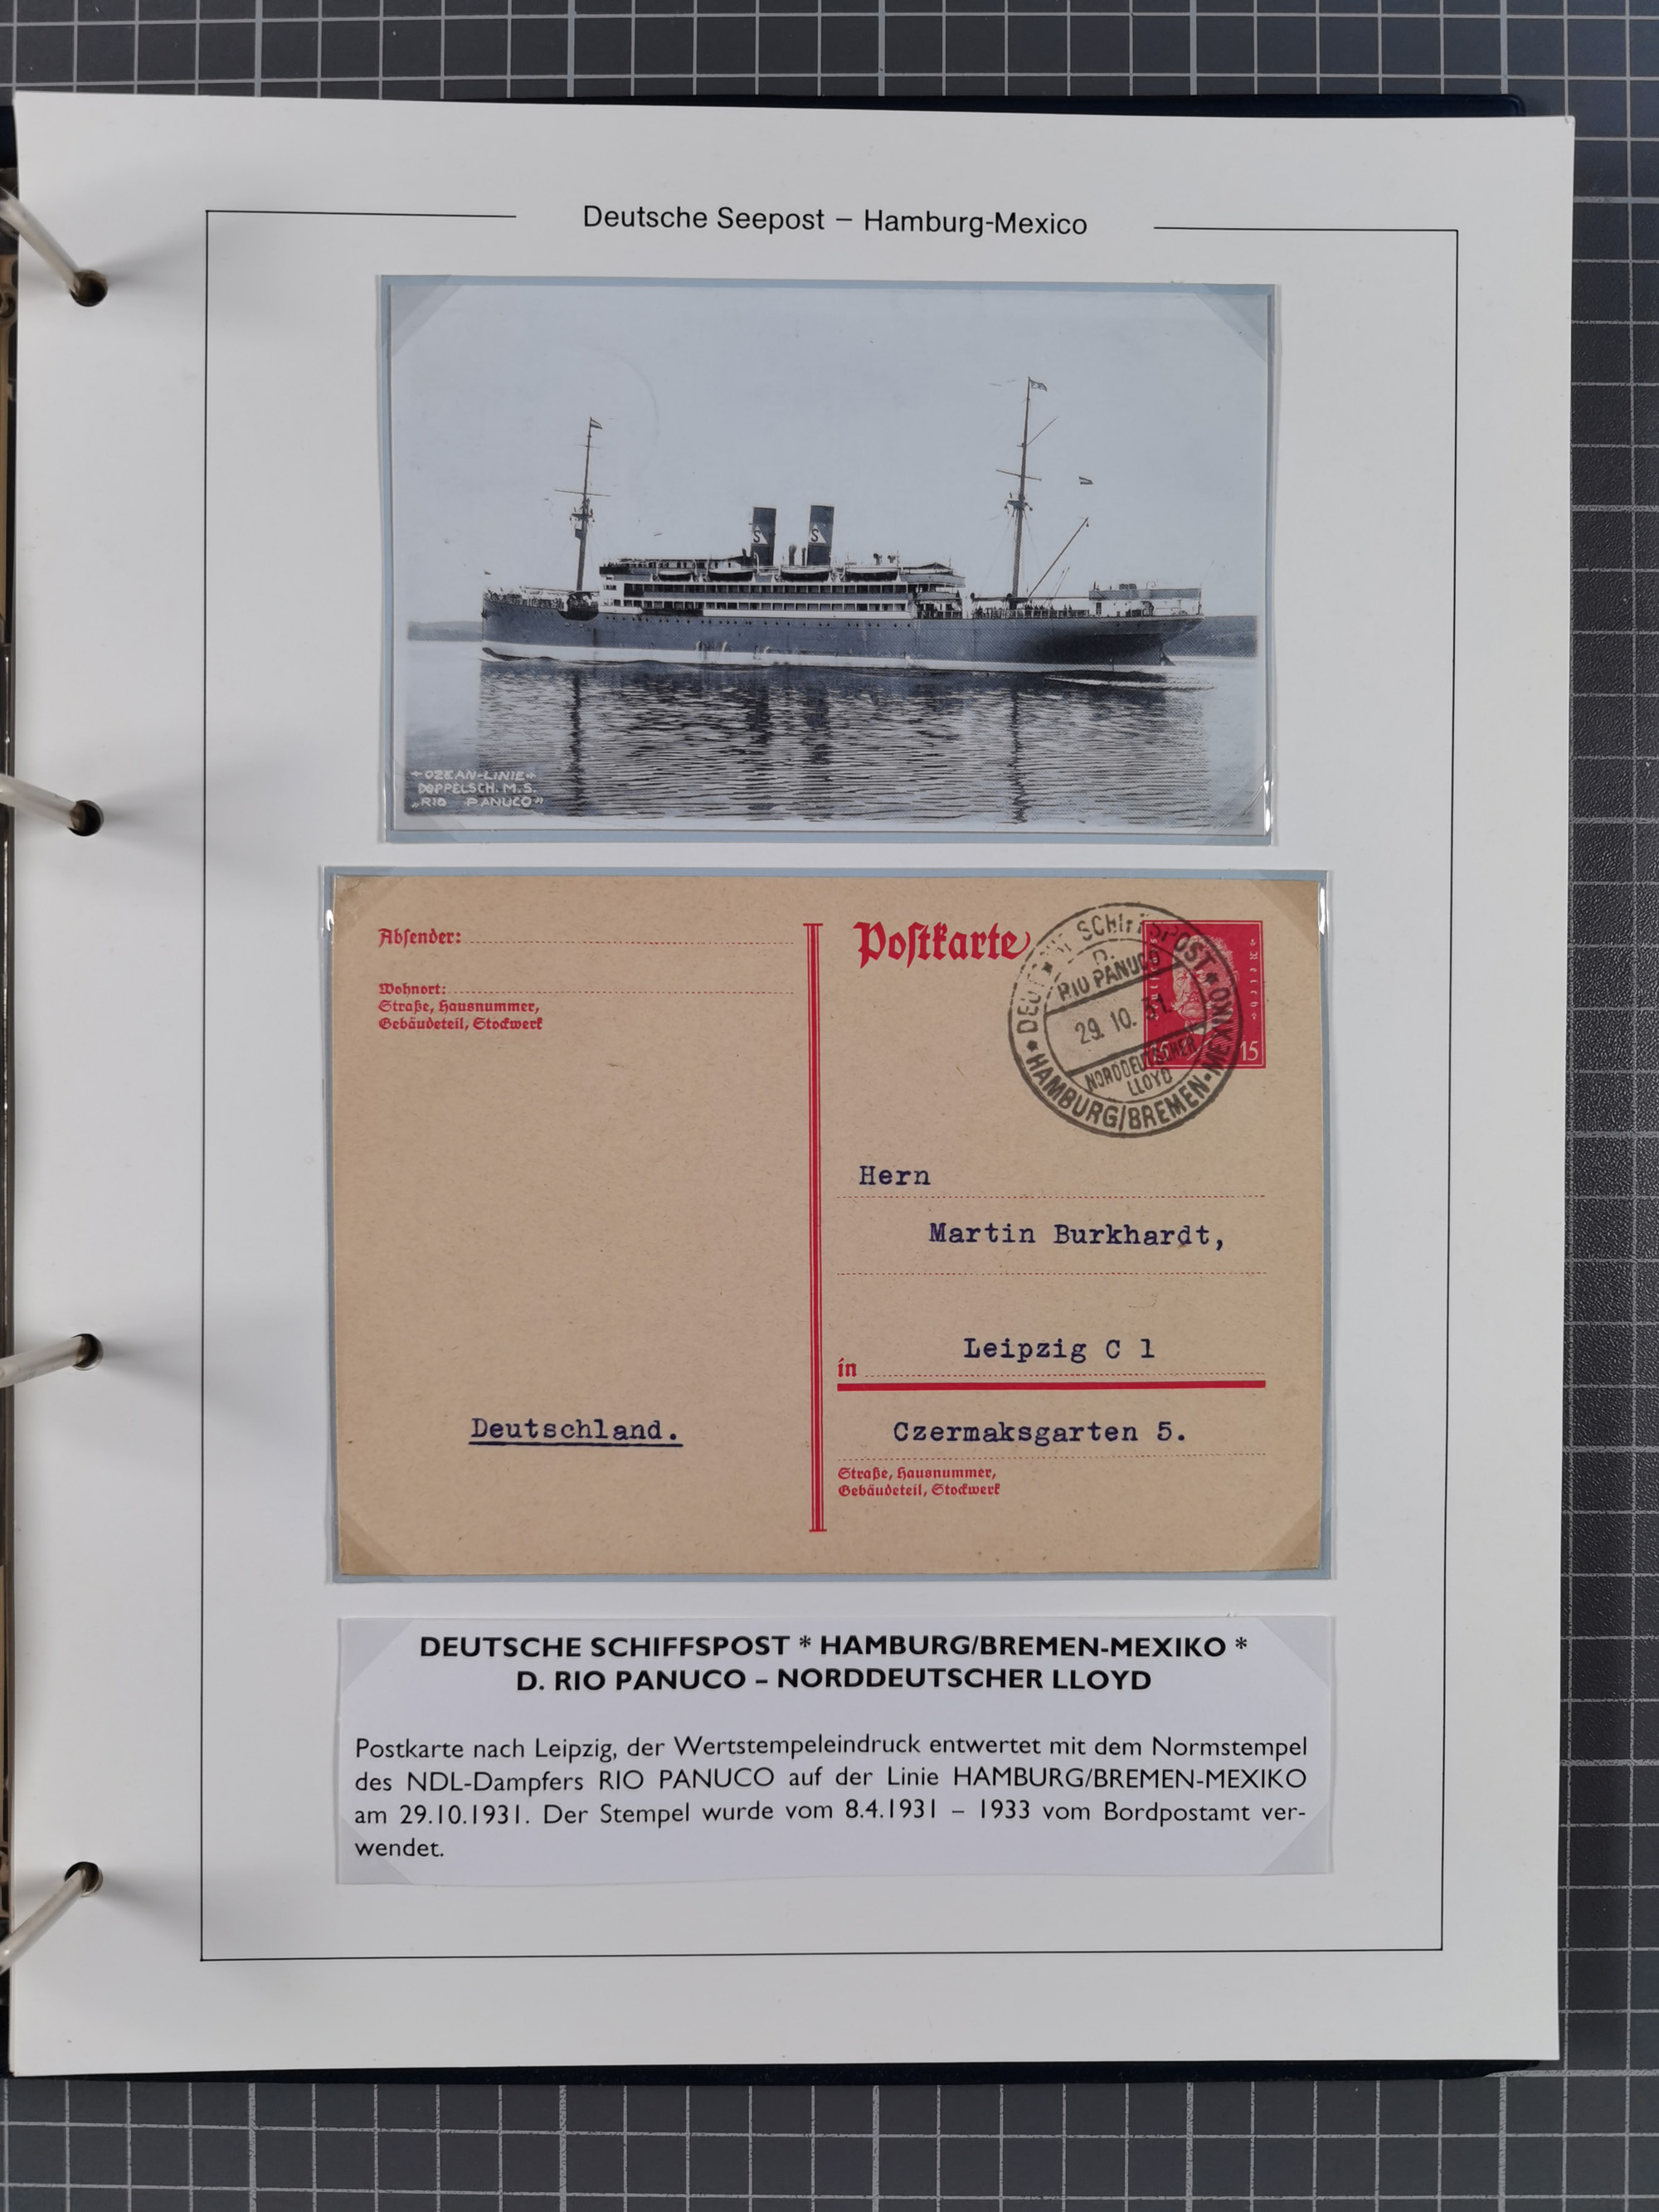 Deutsche Seepost – Hamburg-Mexico
S S
OZEAN-LINIE
DOPPELSCH. M.S.
„RIO PANUCO"
Absender:
Wohnort:
Straße, Hausnummer,
Gebäudeteil, Stockwerk
Postkarte
SCHIFFSPOST
D.
RIO PANUCO
29. 10. 31.
NORDDEUTSCHER
LLOYD
HAMBURG/BREMEN-MEXIKO
Reich
15 15
Hern
Martin Burkhardt,
Leipzig C 1
in
Deutschland.
Czermaksgarten 5.
Straße, Hausnummer,
Gebäudeteil, Stockwerk
DEUTSCHE SCHIFFSPOST * HAMBURG/BREMEN-MEXIKO *
D. RIO PANUCO – NORDDEUTSCHER LLOYD
Postkarte nach Leipzig, der Wertstempeleindruck entwertet mit dem Normstempel
des NDL-Dampfers RIO PANUCO auf der Linie HAMBURG/BREMEN-MEXIKO
am 29.10.1931. Der Stempel wurde vom 8.4.1931 – 1933 vom Bordpostamt ver-
wendet.